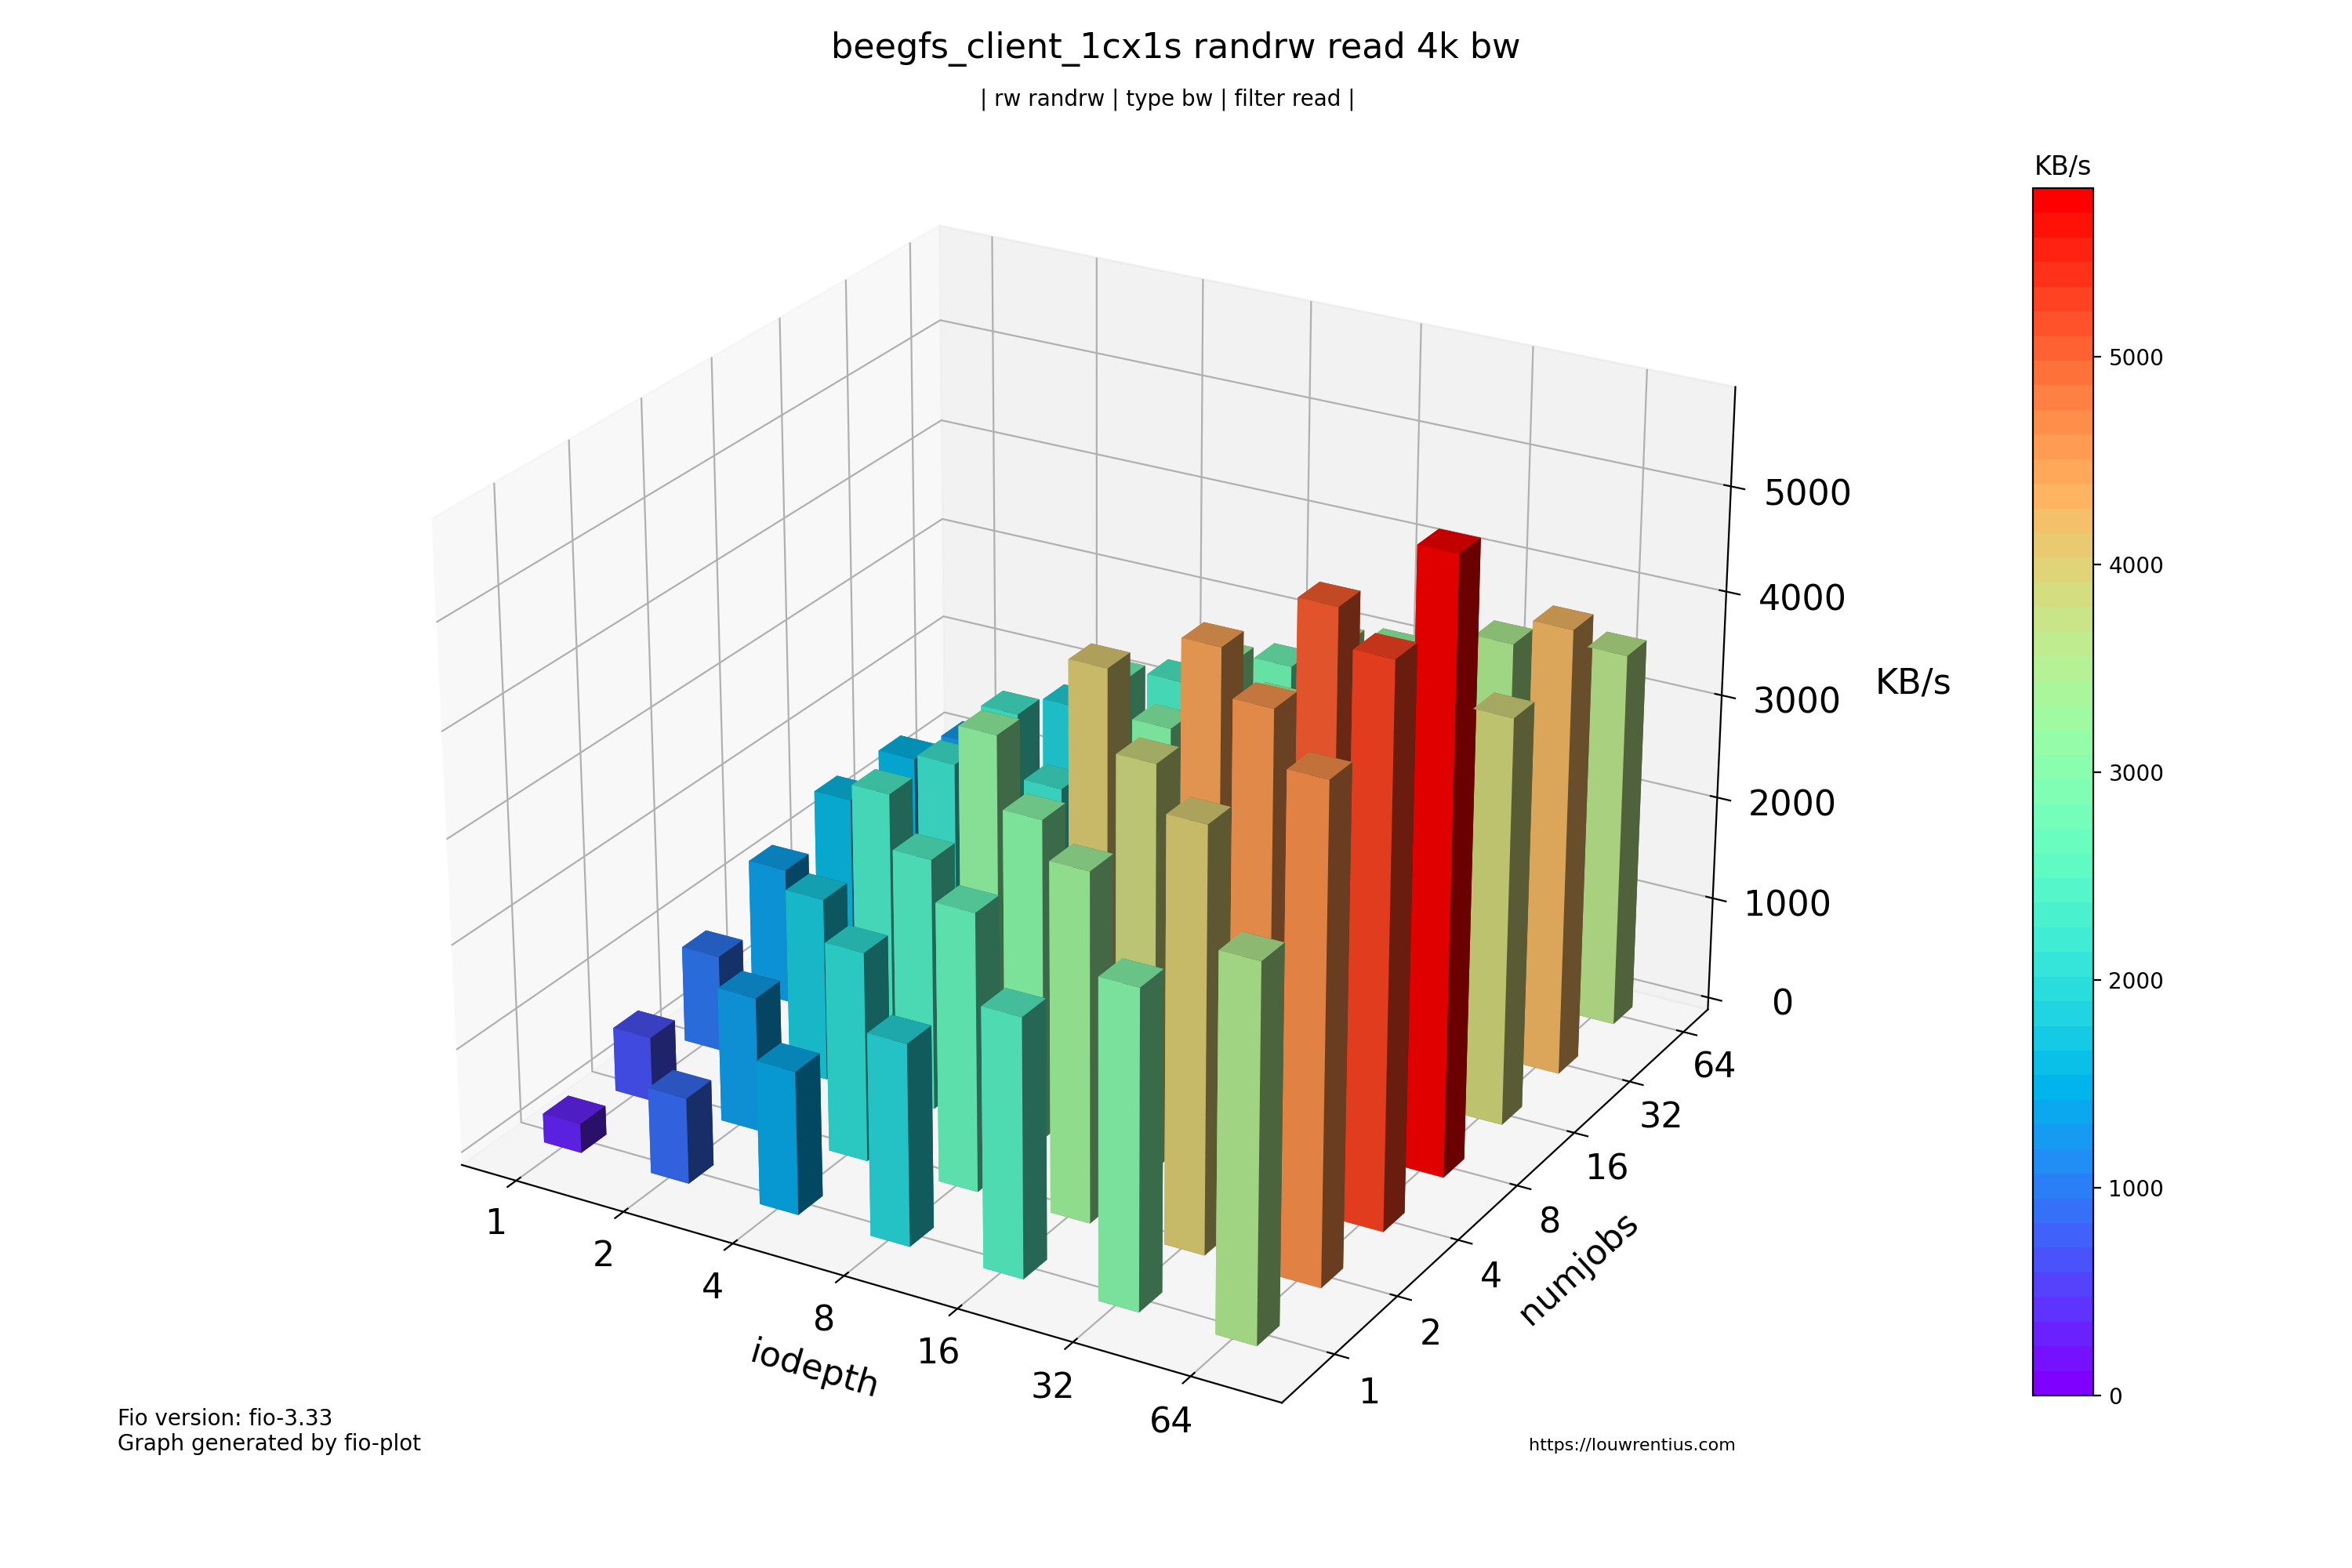 beegfs_client_1cx1s randrw read 4k bw
| rw randrw | type bw | filter read |
KB/s
5000
4000
3000
2000
1000
0
KB/s
5000
4000
3000
2000
1000
0
64
32
16
8
4
2
1
numjobs
1
2
4
8
16
32
64
iodepth
Fio version: fio-3.33
Graph generated by fio-plot
https://louwrentius.com